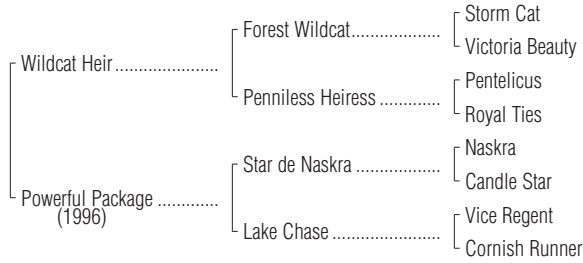 Storm Cat
Forest Wildcat....................
Victoria Beauty
Wildcat Heir .......................
Pentelicus
Penniless Heiress ..............
Royal Ties
Naskra
Star de Naskra ...................
Candle Star
Powerful Package .............
(1996)
Vice Regent
Lake Chase ........................
Cornish Runner